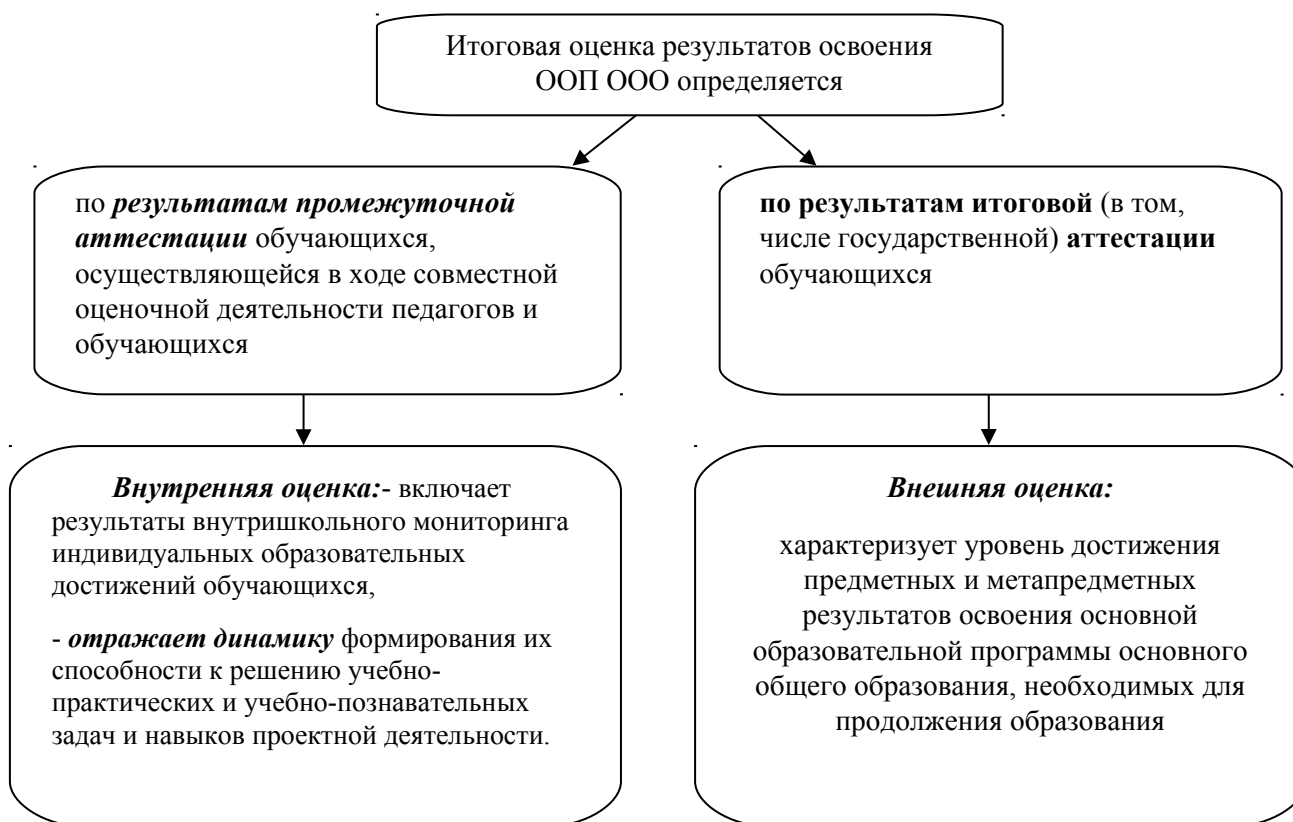 Итоговая оценка результатов освоения
ООП ООО определяется
по результатам промежуточной
аттестации обучающихся,
осуществляющейся в ходе совместной
оценочной деятельности педагогов и
обучающихся
по результатам итоговой (в том,
числе государственной) аттестации
обучающихся
Внутренняя оценка:- включает
результаты внутришкольного мониторинга
индивидуальных образовательных
достижений обучающихся,
- отражает динамику формирования их
способности к решению учебно-
практических и учебно-познавательных
задач и навыков проектной деятельности.
Внешняя оценка:
характеризует уровень достижения
предметных и метапредметных
результатов освоения основной
образовательной программы основного
общего образования, необходимых для
продолжения образования